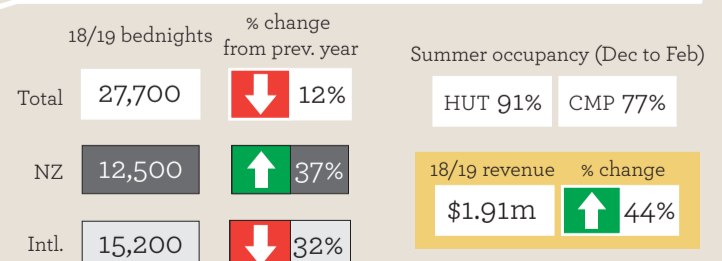 18/19 bednights
% change
from prev. year
Total 27,700 12%
NZ 12,500 37%
Intl. 15,200 32%
Summer occupancy (Dec to Feb)
HUT 91% CMP 77%
18/19 revenue % change
$1.91m 44%